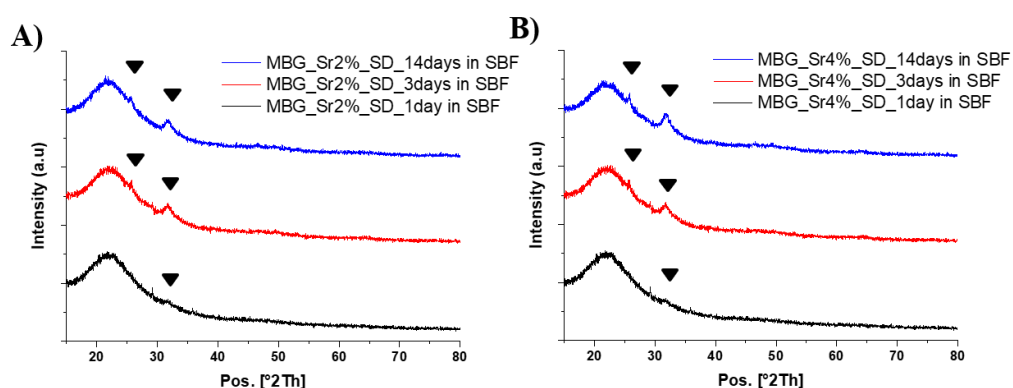 A)
MBG_Sr2%_SD_14days in SBF
MBG_Sr2%_SD_3days in SBF
MBG_Sr2%_SD_1day in SBF
Intensity (a.u)
20 30 40 50 60 70 80
Pos. [°2Th]
B)
MBG_Sr4%_SD_14days in SBF
MBG_Sr4%_SD_3days in SBF
MBG_Sr4%_SD_1day in SBF
Intensity (a.u)
20 30 40 50 60 70 80
Pos. [°2Th]